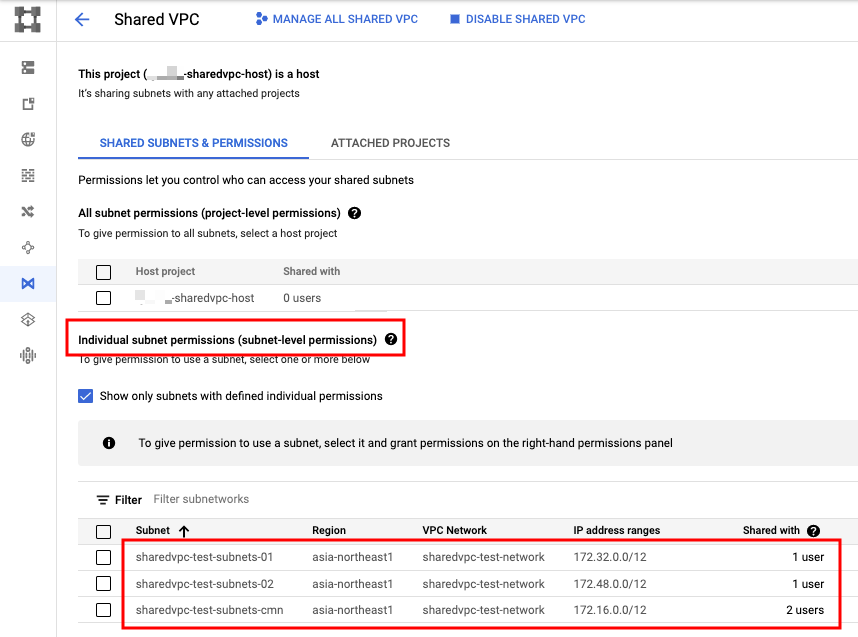 Shared VPC MANAGE ALL SHARED VPC DISABLE SHARED VPC
This project ( -sharedvpc-host) is a host
It's sharing subnets with any attached projects
SHARED SUBNETS & PERMISSIONS ATTACHED PROJECTS
Permissions let you control who can access your shared subnets
All subnet permissions (project-level permissions) ?
To give permission to all subnets, select a host project
Host project Shared with
-sharedvpc-host 0 users
Individual subnet permissions (subnet-level permissions) ?
To give permission to use a subnet, select one or more below
Show only subnets with defined individual permissions
To give permission to use a subnet, select it and grant permissions on the right-hand permissions panel
Filter Filter subnetworks
Subnet Region VPC Network IP address ranges Shared with ?
sharedvpc-test-subnets-01 asia-northeast1 sharedvpc-test-network 172.32.0.0/12 1 user
sharedvpc-test-subnets-02 asia-northeast1 sharedvpc-test-network 172.48.0.0/12 1 user
sharedvpc-test-subnets-cmn asia-northeast1 sharedvpc-test-network 172.16.0.0/12 2 users